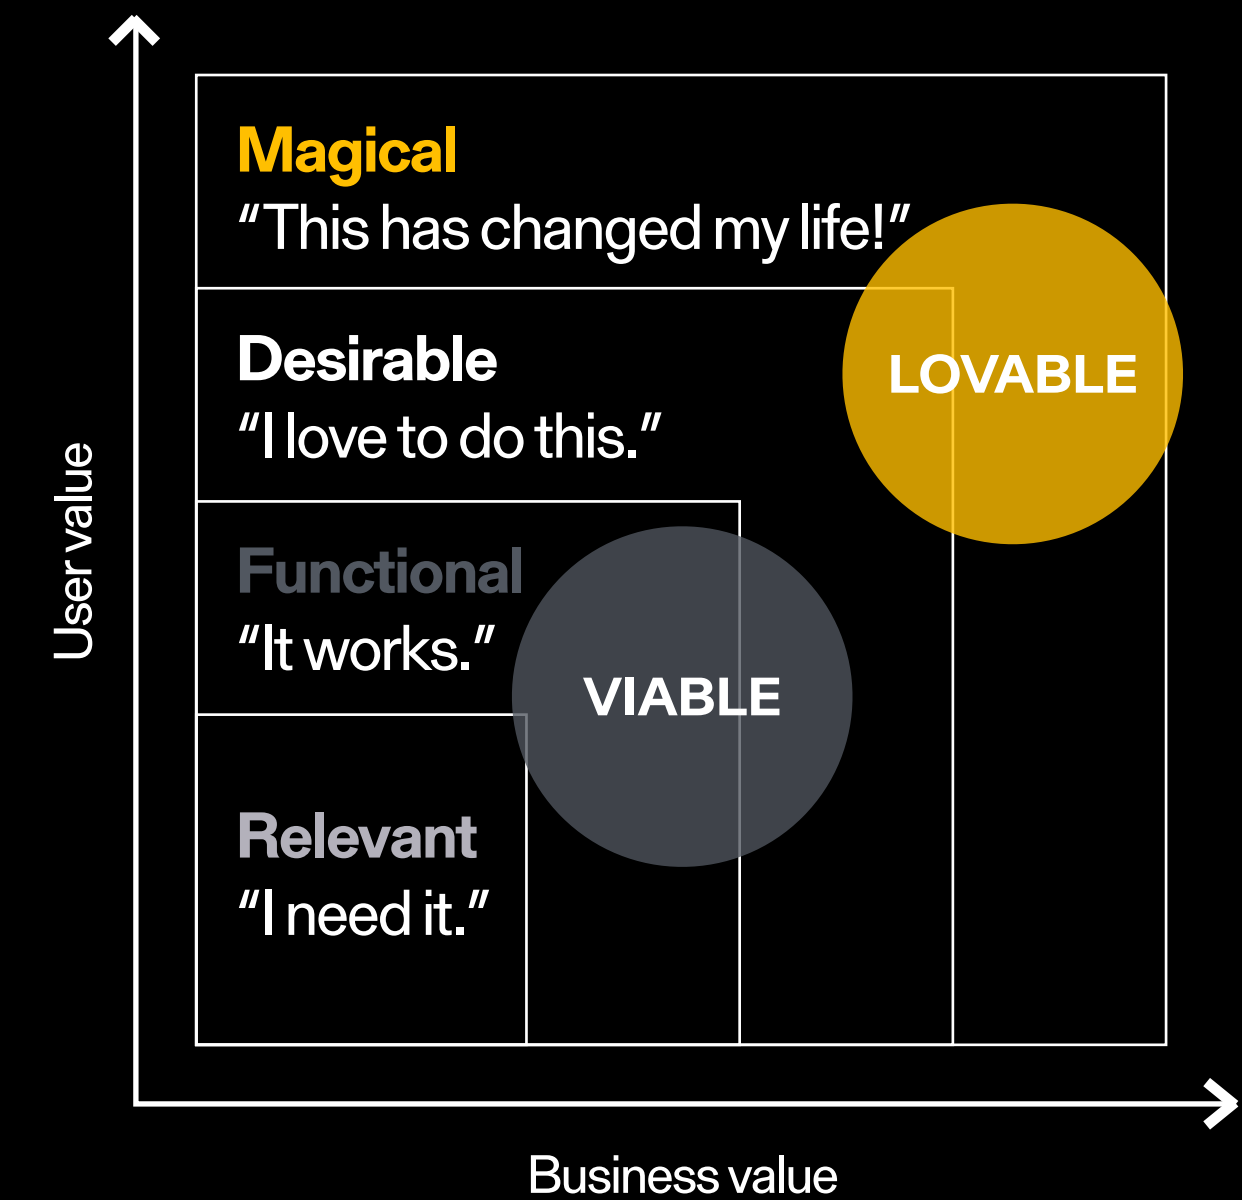 Magical
"This has changed my life!"
Desirable
"I love to do this."
LOVABLE
User value
Functional
"It works."
VIABLE
Relevant
"I need it."
Business value